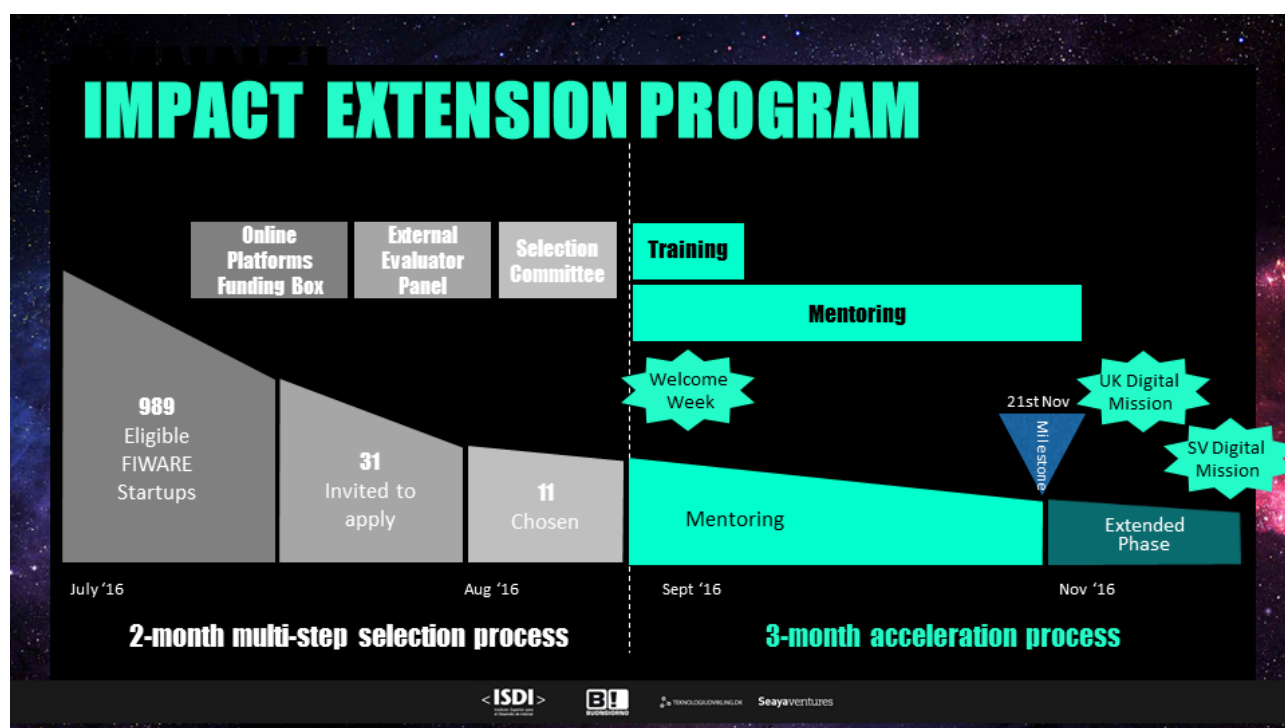 IMPACT EXTENSION PROGRAM
Online
Platforms
Funding Box
External
Evaluator
Panel
Selection
Committee
Training
Mentoring
Welcome
Week
21st Nov
Milestone
UK Digital
Mission
SV Digital
Mission
989
Eligible
FIWARE
Startups
31
Invited to
apply
11
Chosen
Mentoring
Extended
Phase
July ‘16
Aug ‘16
Sept ‘16
Nov ‘16
2-month multi-step selection process
3-month acceleration process
<ISDI>
B!
BUONGIORNO
TEKNOLOGIUDVIKLING.DK
Seayaventures